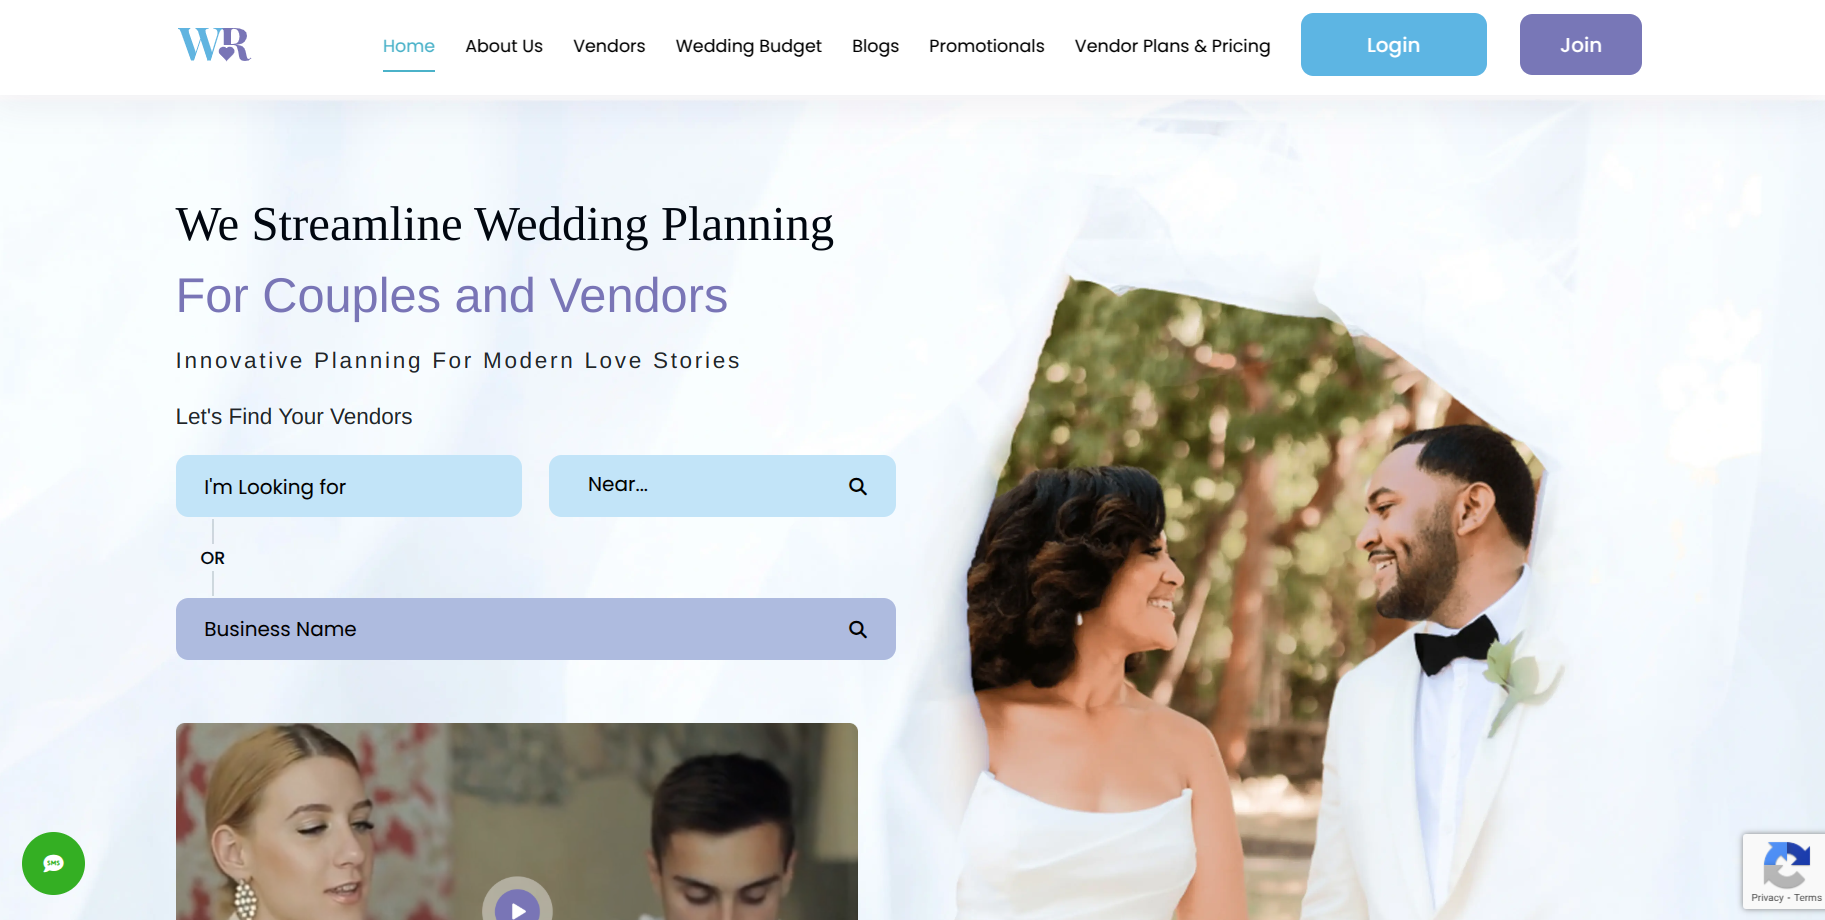 WR
Home About Us Vendors Wedding Budget Blogs Promotionals Vendor Plans & Pricing Login Join
We Streamline Wedding Planning
For Couples and Vendors
Innovative Planning For Modern Love Stories
Let's Find Your Vendors
I'm Looking for
Near...
OR
Business Name
SMS
Privacy - Terms